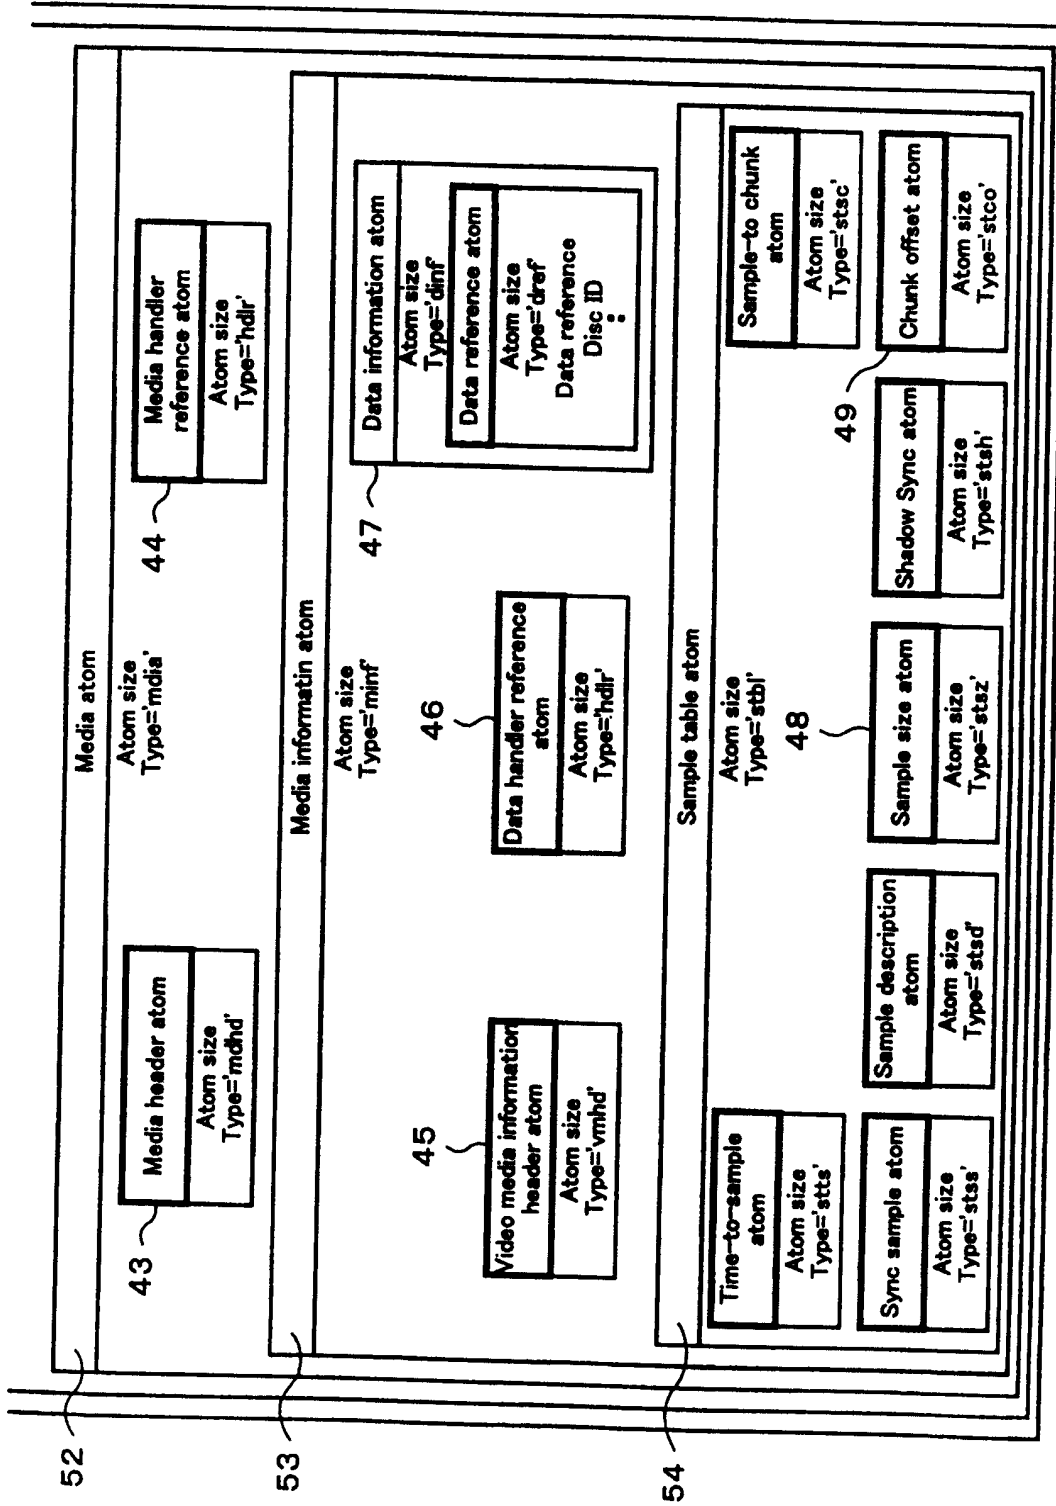 52
Media atom
Atom size
Type='mdia'
43
Media header atom
Atom size
Type='mdhd'
44
Media handler
reference atom
Atom size
Type='hdlr'
53
Media informatin atom
Atom size
Type='minf'
45
Video media information
header atom
Atom size
Type='vmhd'
46
Data handler reference
atom
Atom size
Type='hdlr'
47
Data information atom
Atom size
Type='dinf'
Data reference atom
Atom size
Type='dref'
Data reference
Disc ID
:
54
Sample table atom
Atom size
Type='stbl'
Time-to-sample
atom
Atom size
Type='stts'
Sample-to chunk
atom
Atom size
Type='stsc'
Sync sample atom
Atom size
Type='stss'
Sample description
atom
Atom size
Type='stsd'
48
Sample size atom
Atom size
Type='stsz'
Shadow Sync atom
Atom size
Type='stsh'
49
Chunk offset atom
Atom size
Type='stco'